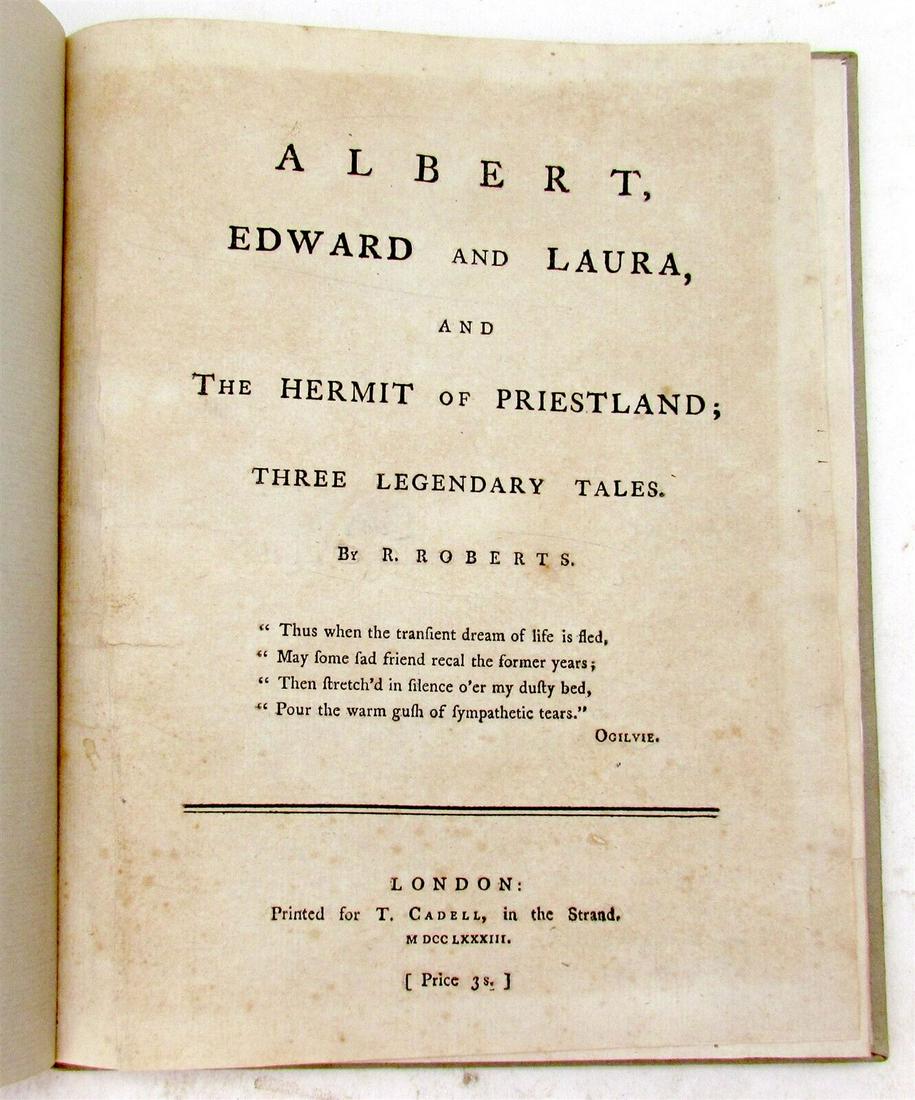 ALBERT,
EDWARD AND LAURA,
AND
THE HERMIT OF PRIESTLAND;
THREE LEGENDARY TALES.
BY R. ROBERTS.
“ Thus when the tranſient dream of life is fled,
“ May ſome ſad friend recal the former years;
“ Then ſtretch'd in ſilence o'er my duſty bed,
“ Pour the warm guſh of ſympathetic tears.”
OGILVIE.
LONDON:
Printed for T. CADELL, in the Strand.
M DCC LXXXIII.
[ Price 3 s. ]